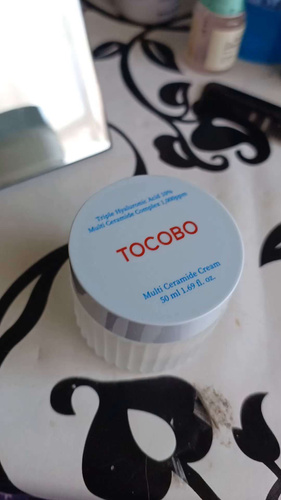 Triple Hyaluronic Acid 10%
Multi Ceramide Complex 1,000ppm
TOCOBO
Multi Ceramide Cream
50 ml 1.69 fl. oz.